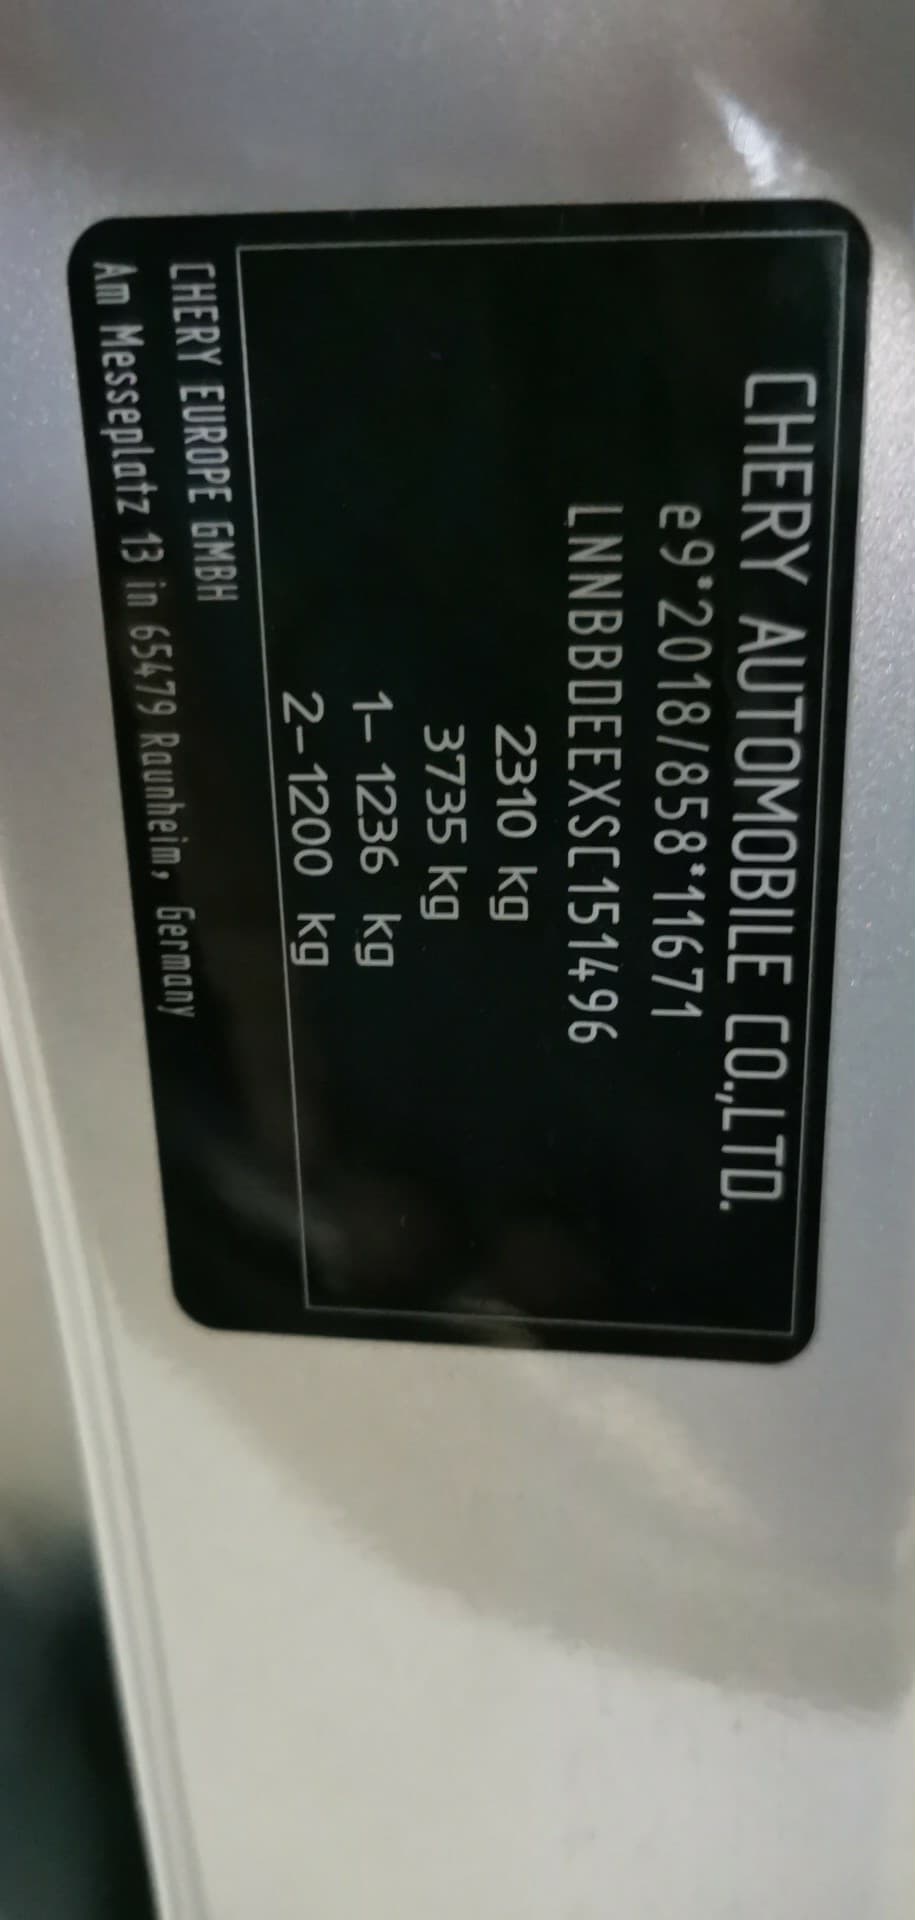 CHERY AUTOMOBILE CO.,LTD.
e9*2018/858*11671
LNNBBDEEXSC151496
2310 kg
3735 kg
1- 1236 kg
2- 1200 kg
CHERY EUROPE GMBH
Am Messeplatz 13 in 65479 Raunheim, Germany